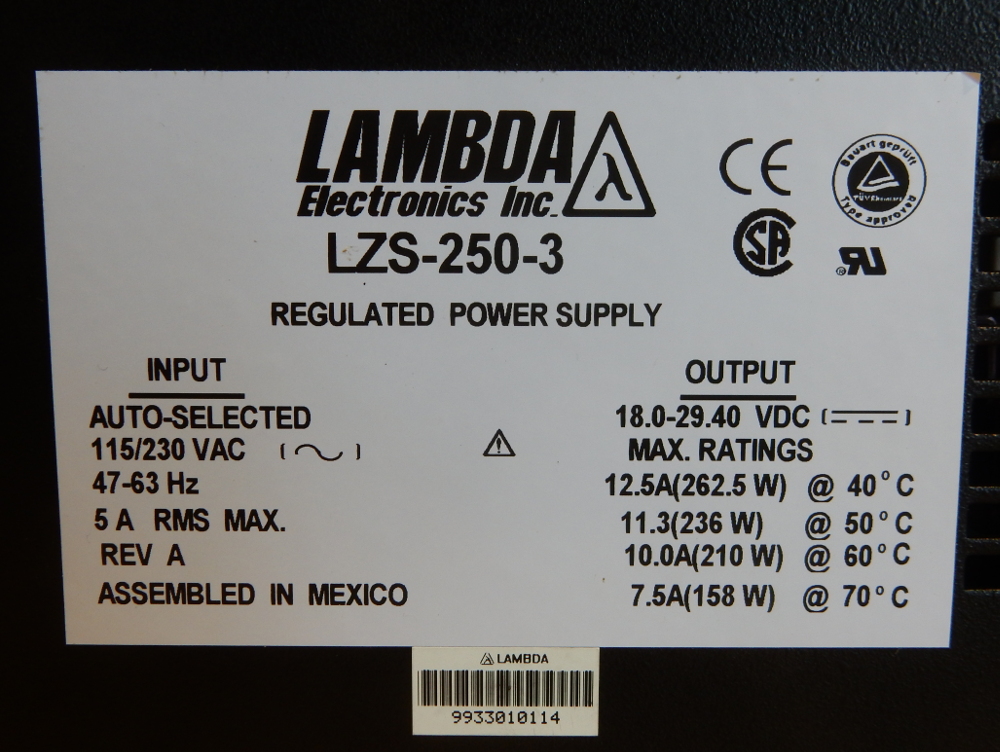 LAMBDA
Electronics Inc.
LZS-250-3
REGULATED POWER SUPPLY
CE
Bauart geprüft
TÜV
Type approved
INPUT
AUTO-SELECTED
115/230 VAC
47-63 Hz
5 A RMS MAX.
REV A
ASSEMBLED IN MEXICO
OUTPUT
18.0-29.40 VDC
MAX. RATINGS
12.5A(262.5 W) @ 40°C
11.3(236 W) @ 50°C
10.0A(210 W) @ 60°C
7.5A(158 W) @ 70°C
LAMBDA
9933010114